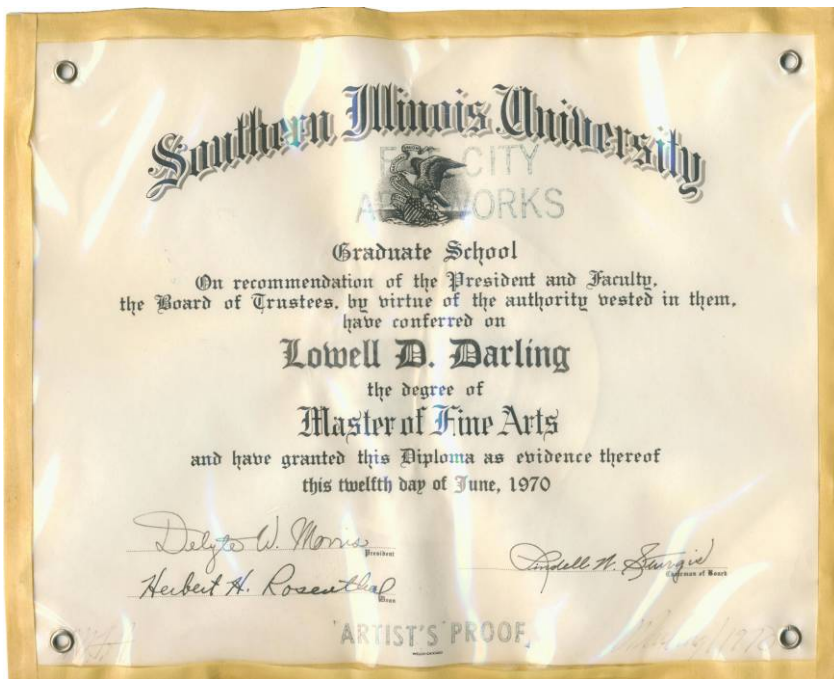 Southern Illinois University
CITY
WORKS
Graduate School
On recommendation of the President and Faculty,
the Board of Trustees, by virtue of the authority vested in them,
have conferred on
Lowell D. Darling
the degree of
Master of Fine Arts
and have granted this Diploma as evidence thereof
this twelfth day of June, 1970
Delyte W. Morris
President
Lindell W. Sturgis
Chairman of Board
Herbert H. Rosenthal
Dean
"ARTIST'S PROOF"